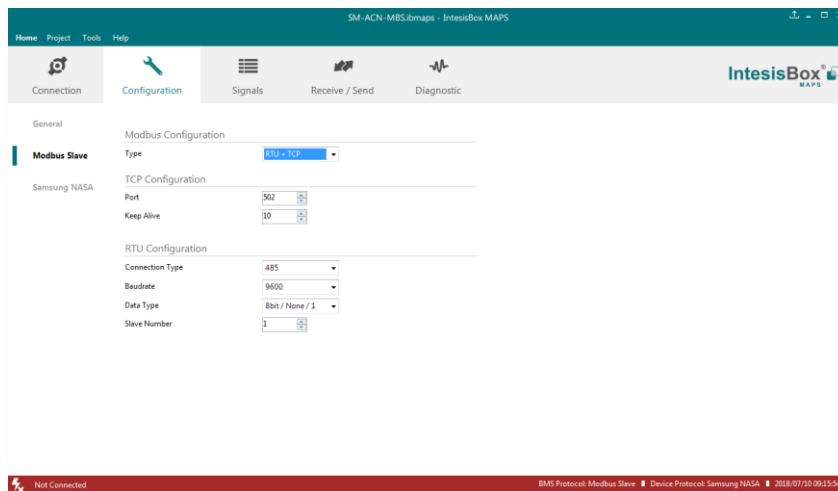 SM-ACN-MBS.ibmaps - IntesisBox MAPS
Home Project Tools Help
Connection Configuration Signals Receive / Send Diagnostic
IntesisBox®
MAPS
General
Modbus Slave
Samsung NASA
Modbus Configuration
Type RTU + TCP
TCP Configuration
Port 502
Keep Alive 10
RTU Configuration
Connection Type 485
Baudrate 9600
Data Type 8bit / None / 1
Slave Number 1
Not Connected BMS Protocol: Modbus Slave Device Protocol: Samsung NASA 2018/07/10